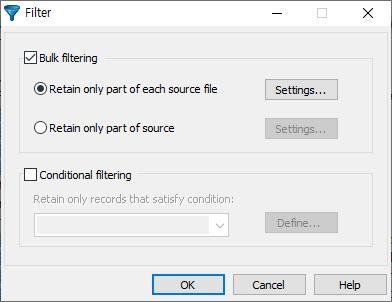 Filter
Bulk filtering
Retain only part of each source file
Settings...
Retain only part of source
Settings...
Conditional filtering
Retain only records that satisfy condition:
Define...
OK
Cancel
Help